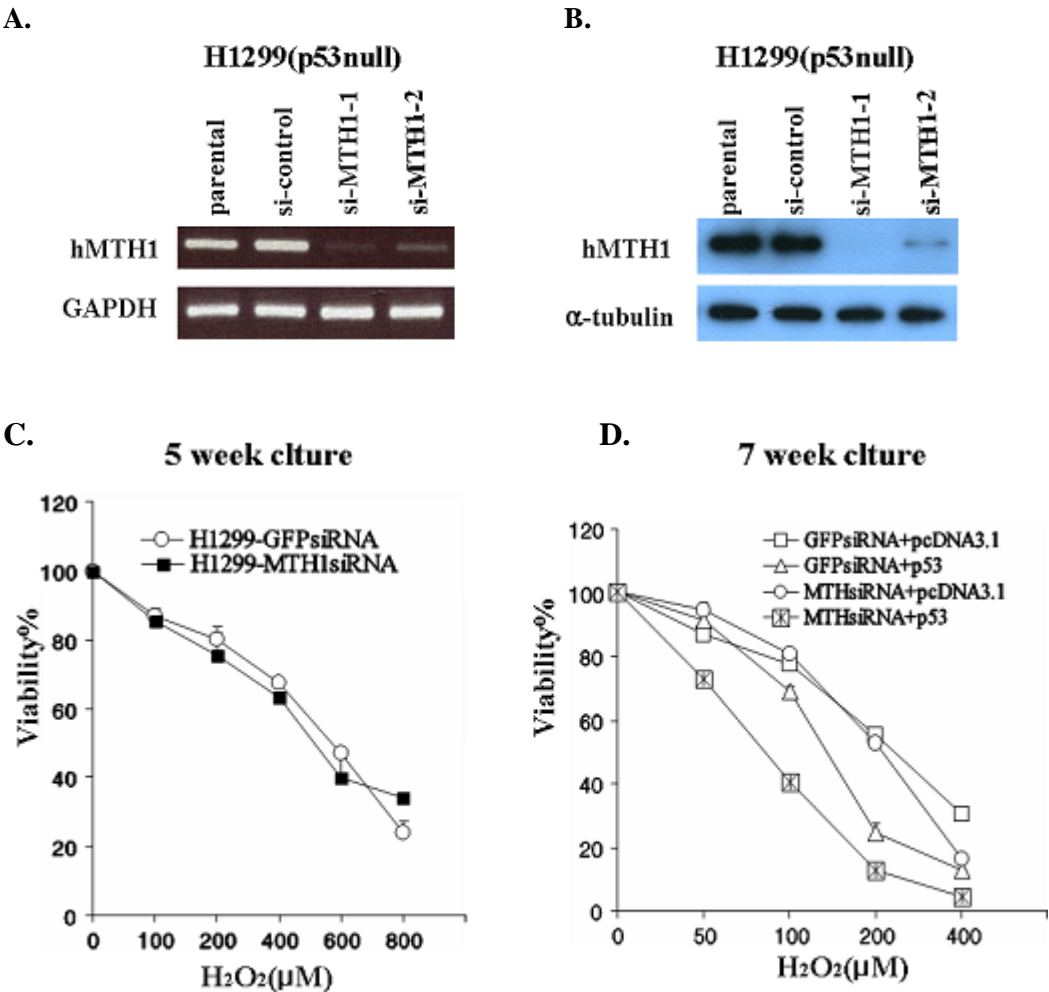 A.
H1299(p53null)
parental
si-control
si-MTH1-1
si-MTH1-2
hMTH1
GAPDH
B.
H1299(p53null)
parental
si-control
si-MTH1-1
si-MTH1-2
hMTH1
α-tubulin
C.
5 week clture
120
100
80
60
40
20
0
Viability%
H1299-GFPsiRNA
H1299-MTH1siRNA
0 100 200 400 600 800
H2O2(μM)
D.
7 week clture
120
100
80
60
40
20
0
Viability%
GFPsiRNA+pcDNA3.1
GFPsiRNA+p53
MTHsiRNA+pcDNA3.1
MTHsiRNA+p53
0 50 100 200 400
H2O2(μM)